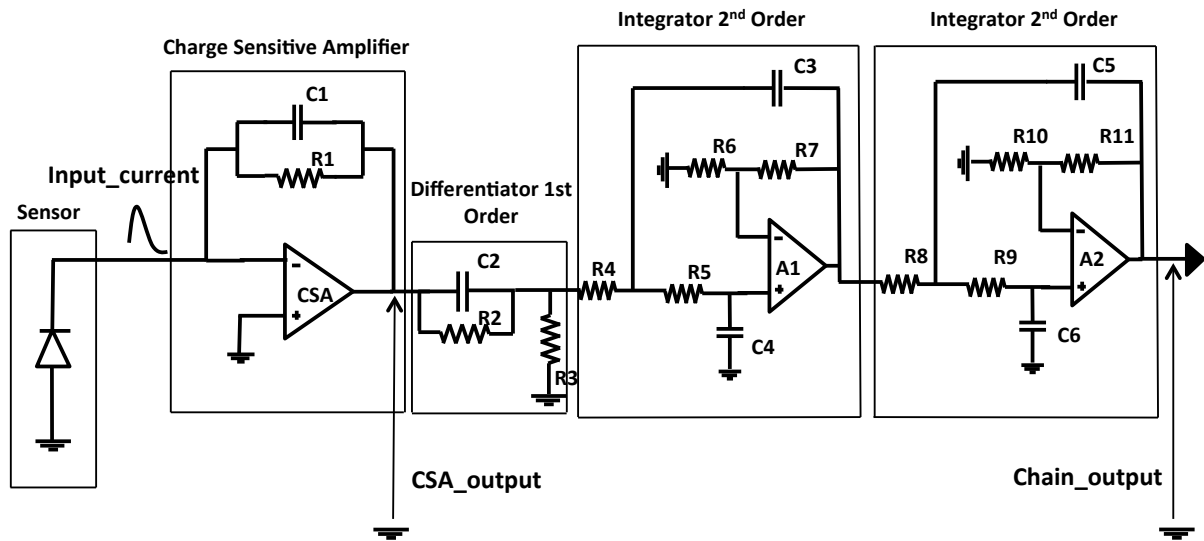 Integrator 2nd Order
Integrator 2nd Order
Charge Sensitive Amplifier
C1
R1
C3
C5
R6
R7
R10
R11
Input_current
Sensor
Differentiator 1st
Order
-
CSA
+
C2
R2
R3
R4
R5
-
A1
+
C4
R8
R9
-
A2
+
C6
CSA_output
Chain_output